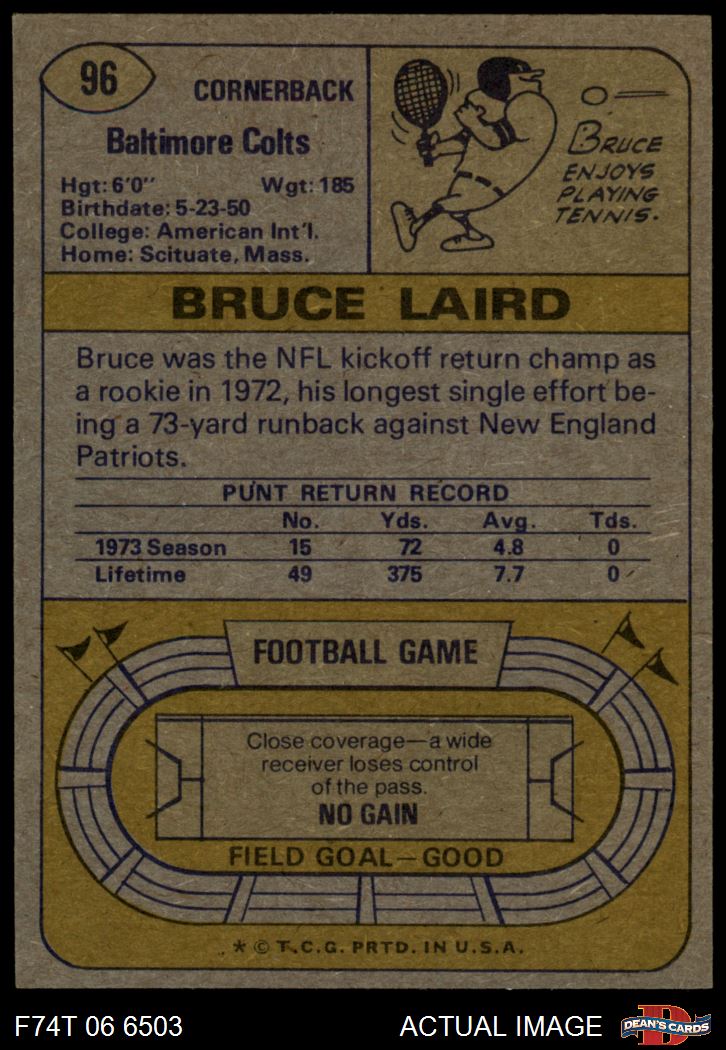 96
CORNERBACK
Baltimore Colts
Hgt: 6'0" Wgt: 185
Birthdate: 5-23-50
College: American Int'l.
Home: Scituate, Mass.
BRUCE
ENJOYS
PLAYING
TENNIS.
BRUCE LAIRD
Bruce was the NFL kickoff return champ as
a rookie in 1972, his longest single effort be-
ing a 73-yard runback against New England
Patriots.
PUNT RETURN RECORD
No. Yds. Avg. Tds.
1973 Season 15 72 4.8 0
Lifetime 49 375 7.7 0
FOOTBALL GAME
Close coverage—a wide
receiver loses control
of the pass.
NO GAIN
FIELD GOAL—GOOD
* © T.C.G. PRTD. IN U.S.A.
F74T 06 6503 ACTUAL IMAGE
D
DEAN'S CARDS